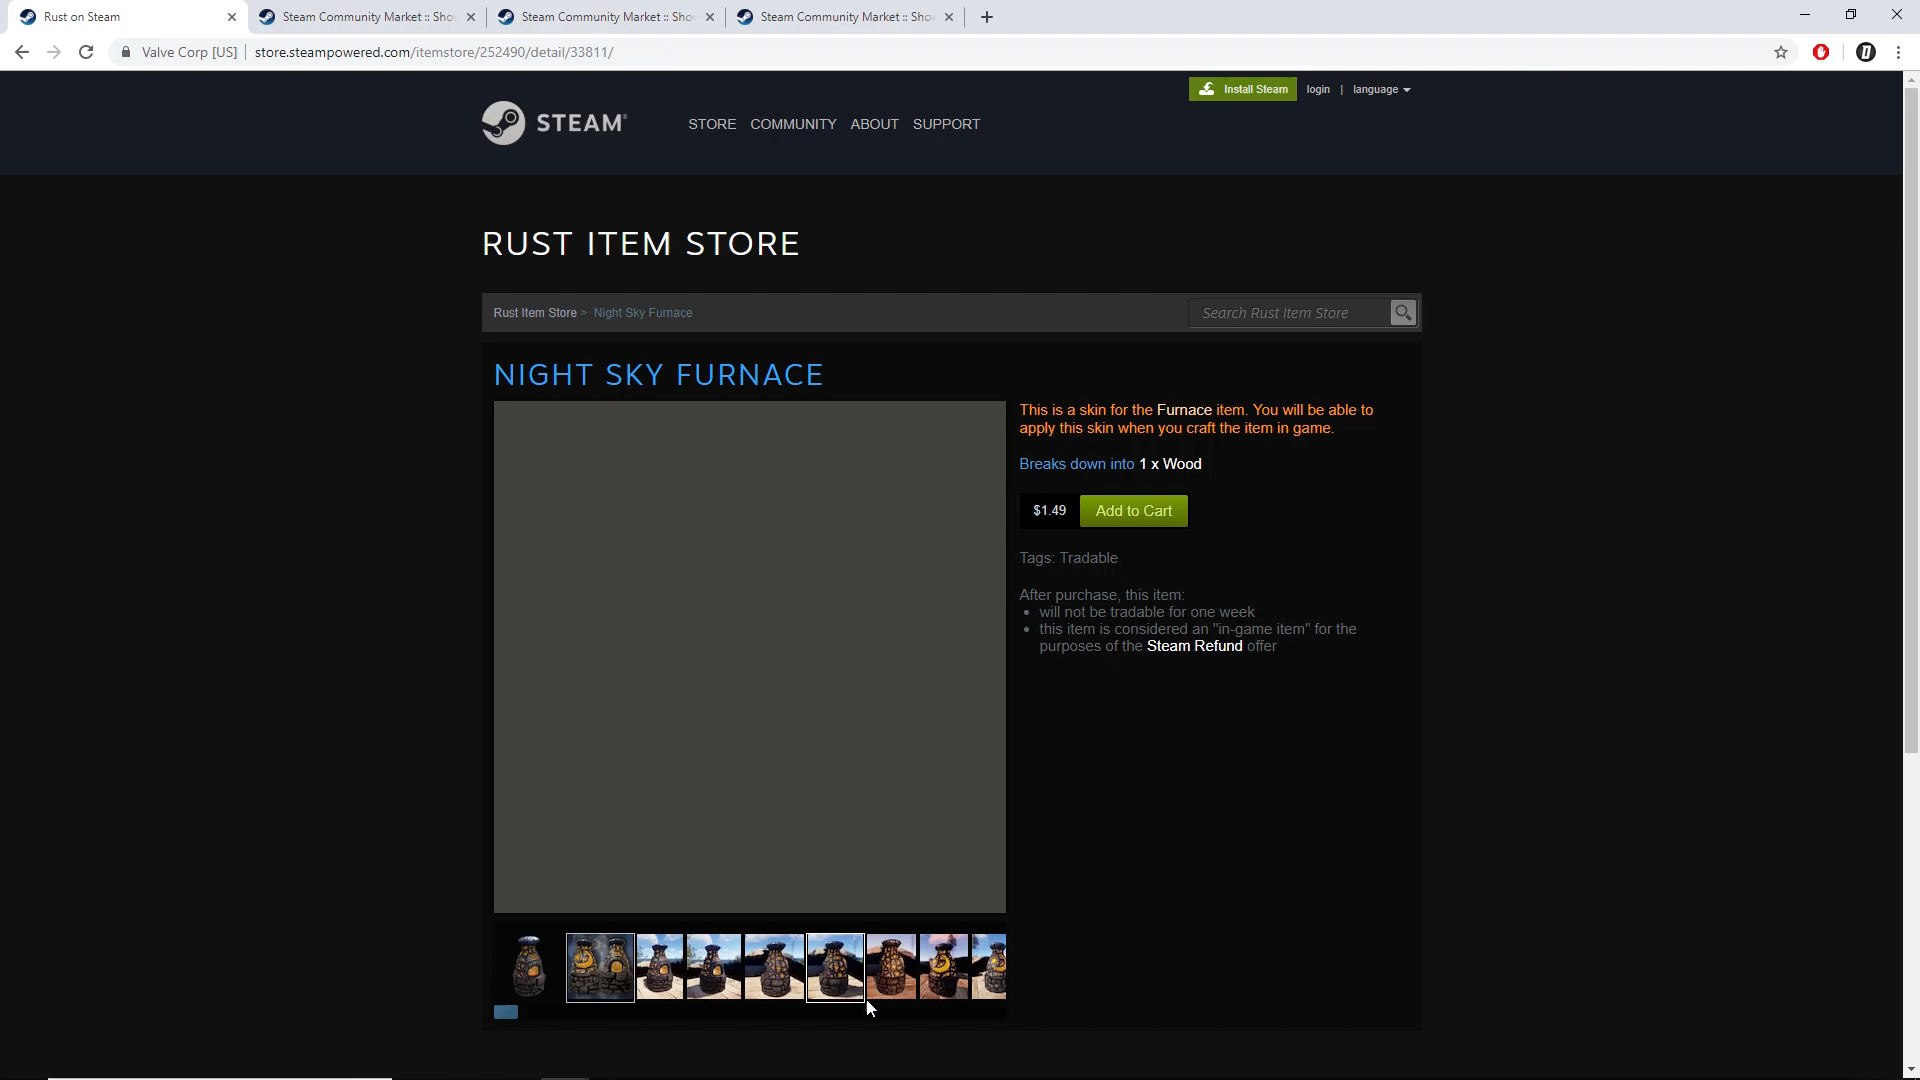 Rust on Steam
Steam Community Market :: Sho
Steam Community Market :: Sho
Steam Community Market :: Sho
Valve Corp [US]
store.steampowered.com/itemstore/252490/detail/33811/
Install Steam
login | language
STEAM®
STORE COMMUNITY ABOUT SUPPORT
RUST ITEM STORE
Rust Item Store > Night Sky Furnace
Search Rust Item Store
NIGHT SKY FURNACE
This is a skin for the Furnace item. You will be able to
apply this skin when you craft the item in game.
Breaks down into 1 x Wood
$1.49
Add to Cart
Tags: Tradable
After purchase, this item:
• will not be tradable for one week
• this item is considered an "in-game item" for the
purposes of the Steam Refund offer